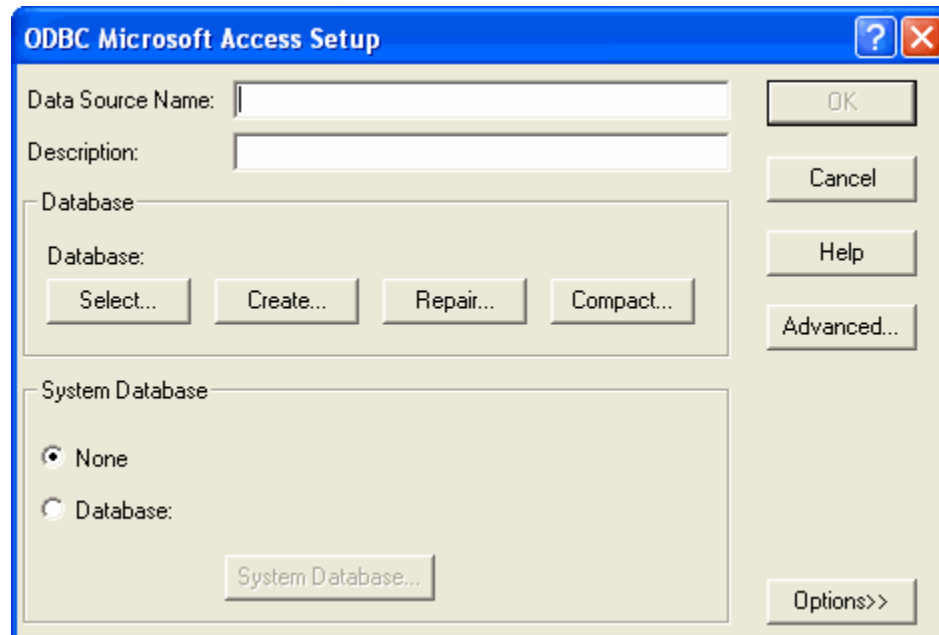 ODBC Microsoft Access Setup
Data Source Name:
OK
Description:
Cancel
Database
Database:
Help
Select...
Create...
Repair...
Compact...
Advanced...
System Database
None
Database:
System Database...
Options>>